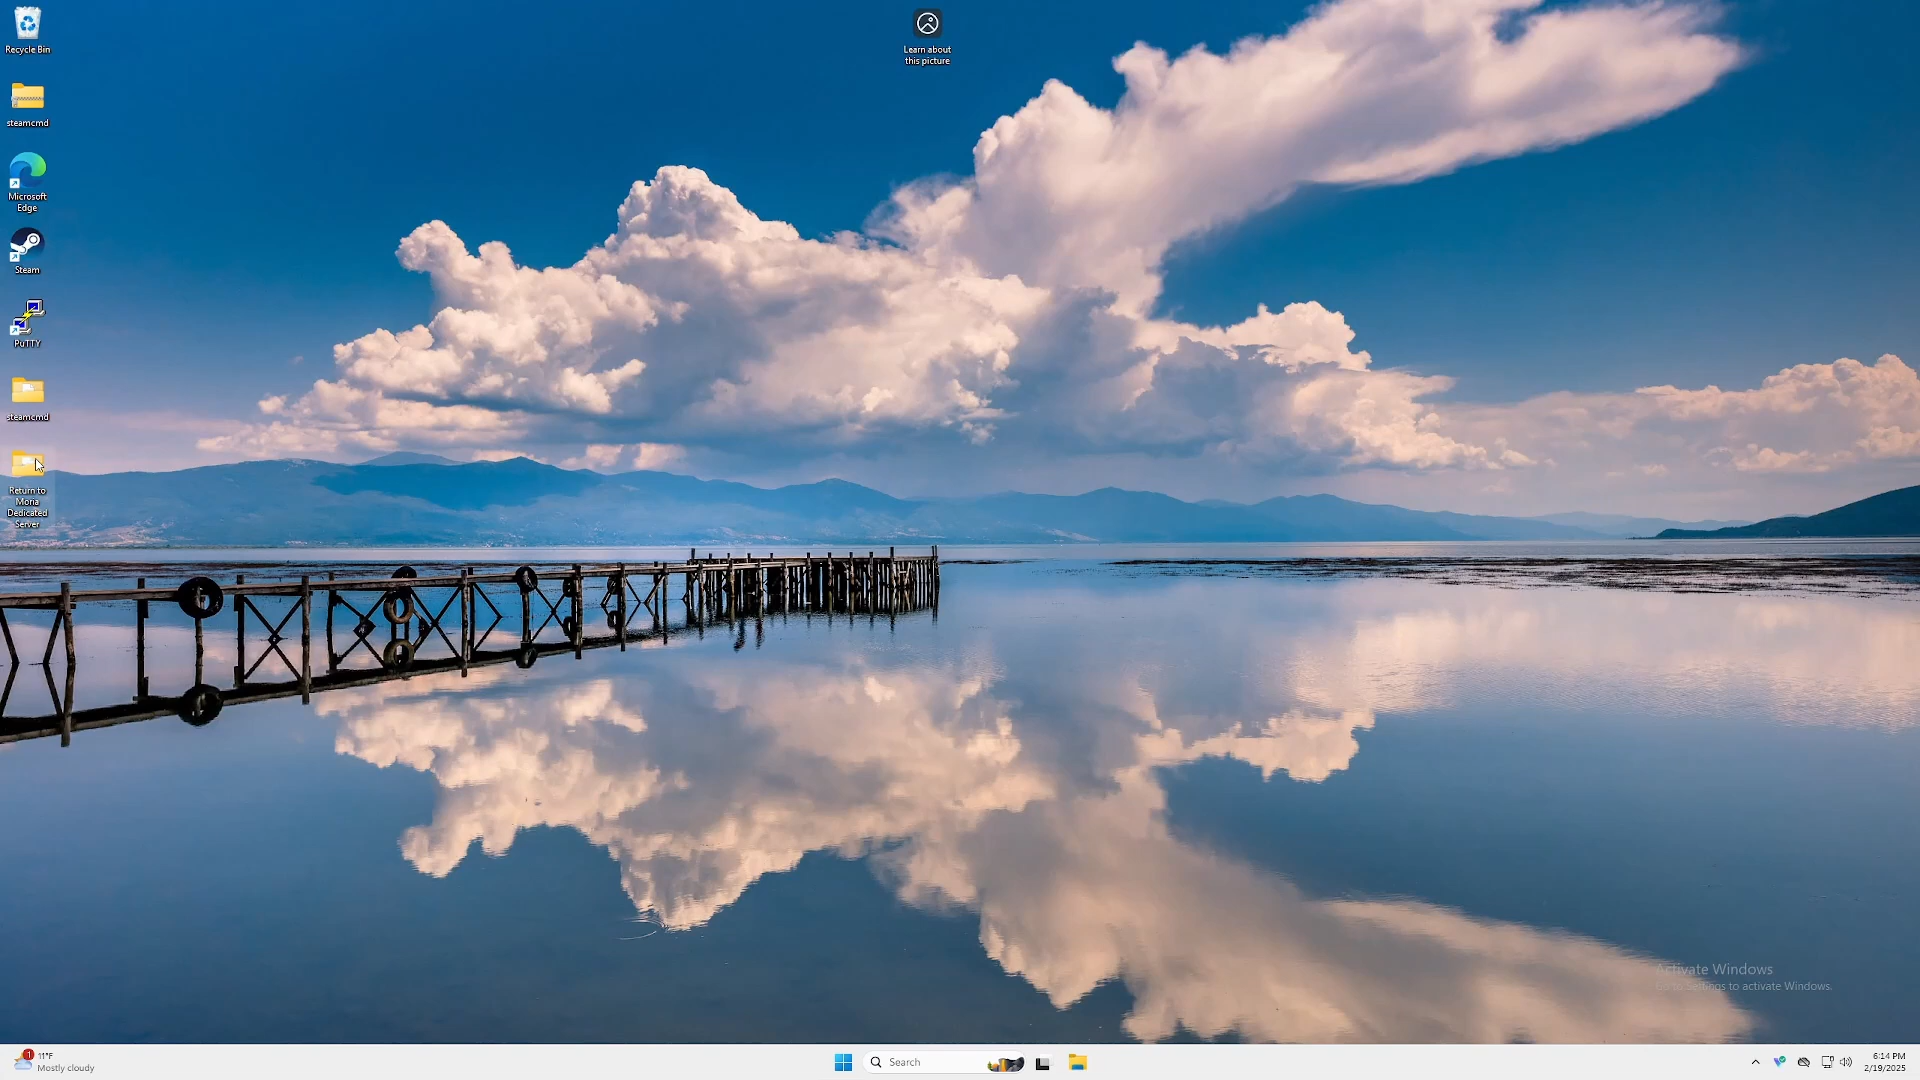 Recycle Bin
steamcmd
Microsoft
Edge
Steam
PuTTY
steamcmd
Return to
Moria
Dedicated
Server
Learn about
this picture
Activate Windows
Go to Settings to activate Windows.
1
11°F
Mostly cloudy
Search
6:14 PM
2/19/2025